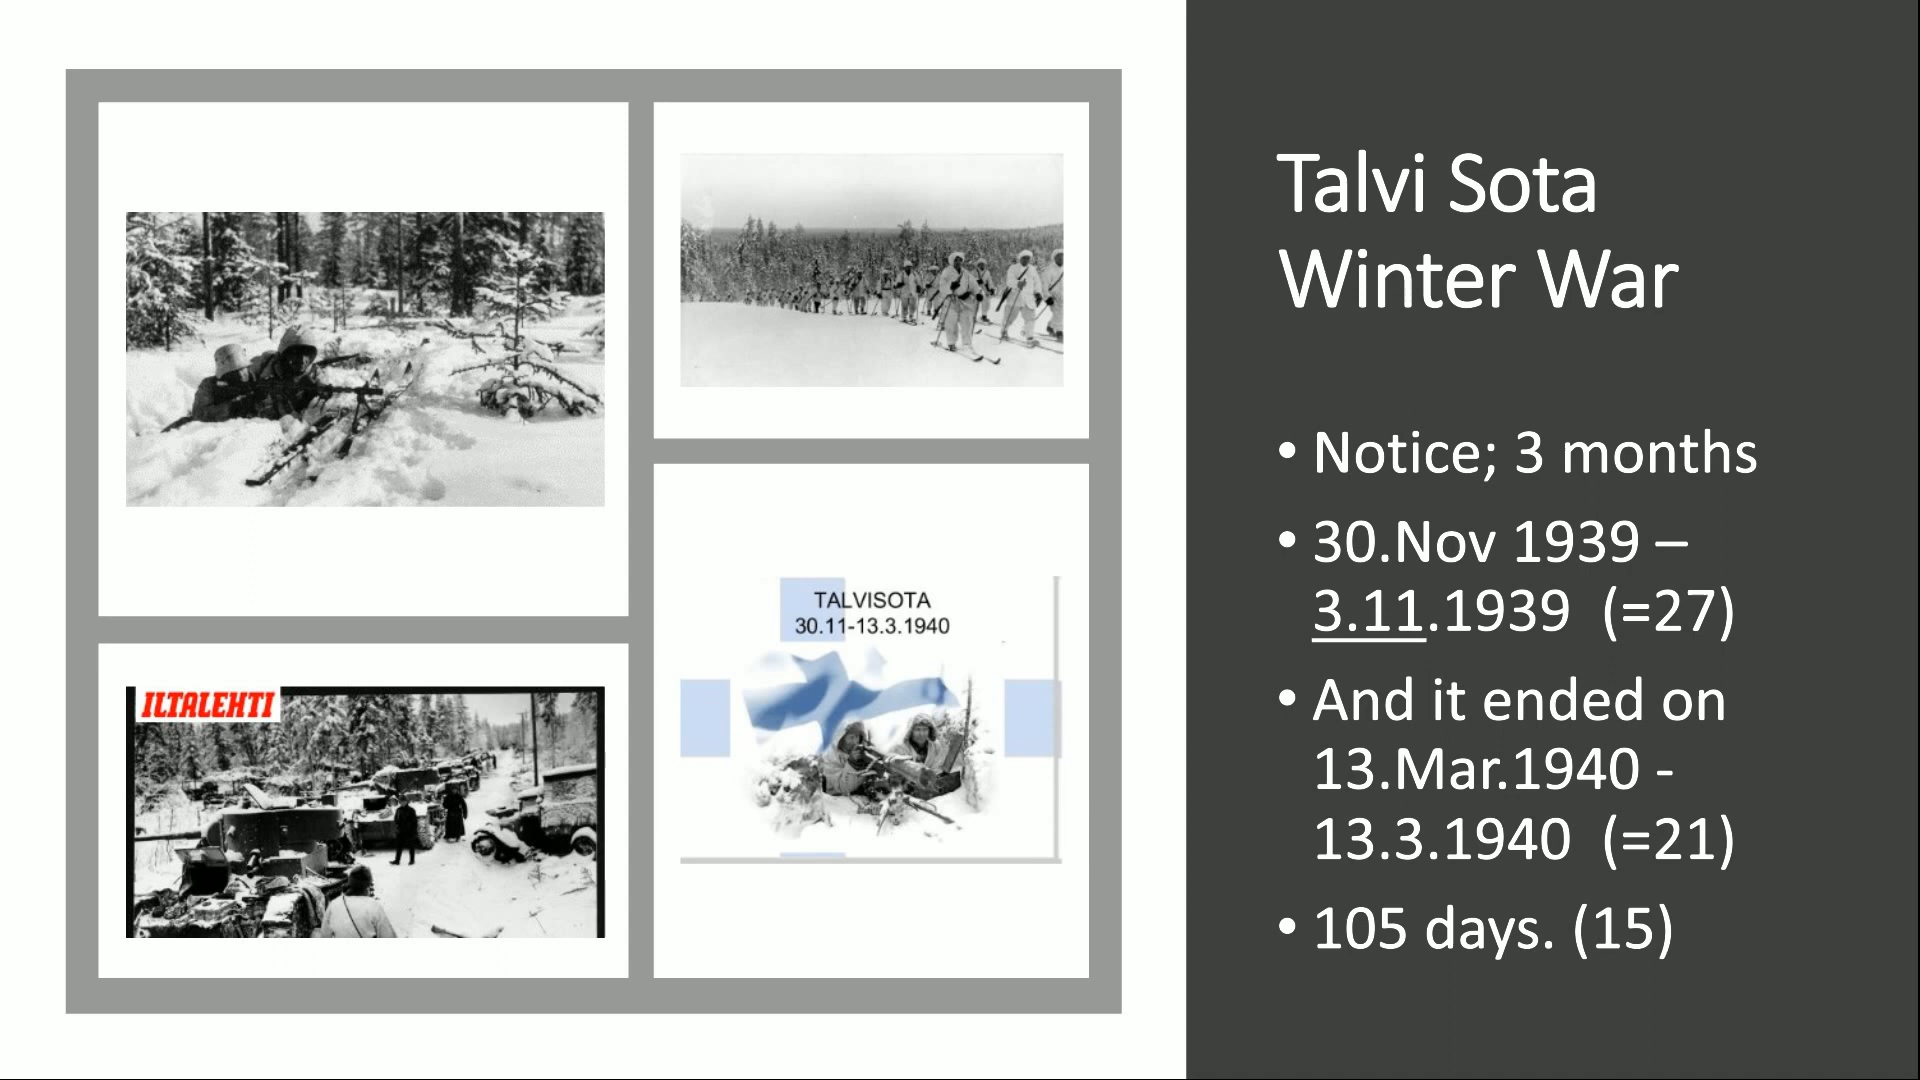 Talvi Sota
Winter War
• Notice; 3 months
• 30.Nov 1939 –
3.11.1939 (=27)
• And it ended on
13.Mar.1940 -
13.3.1940 (=21)
• 105 days. (15)
TALVISOTA
30.11-13.3.1940
ILTALEHTI